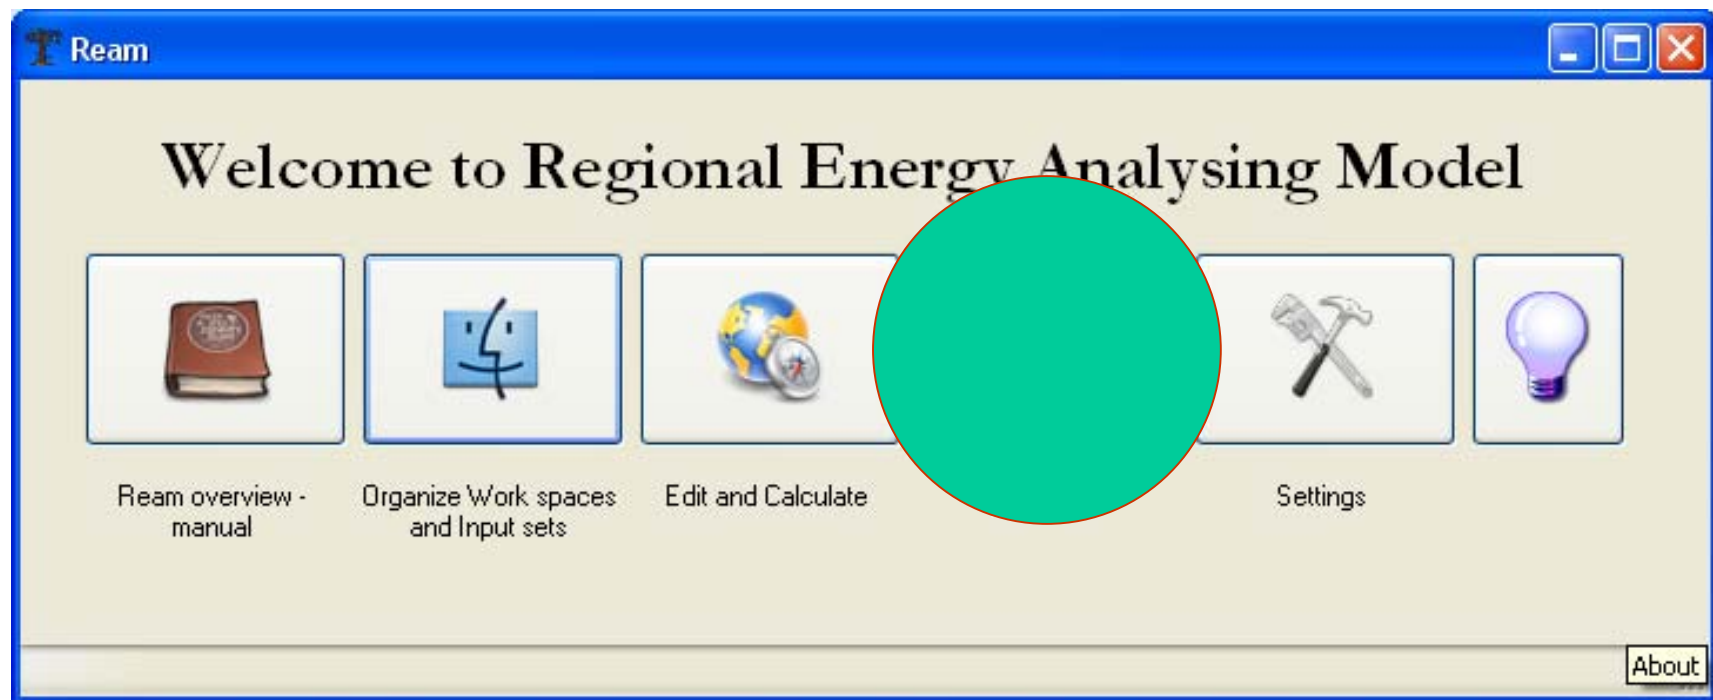 Ream
Welcome to Regional Energy Analysing Model
Ream overview -
manual
Organize Work spaces
and Input sets
Edit and Calculate
Settings
About